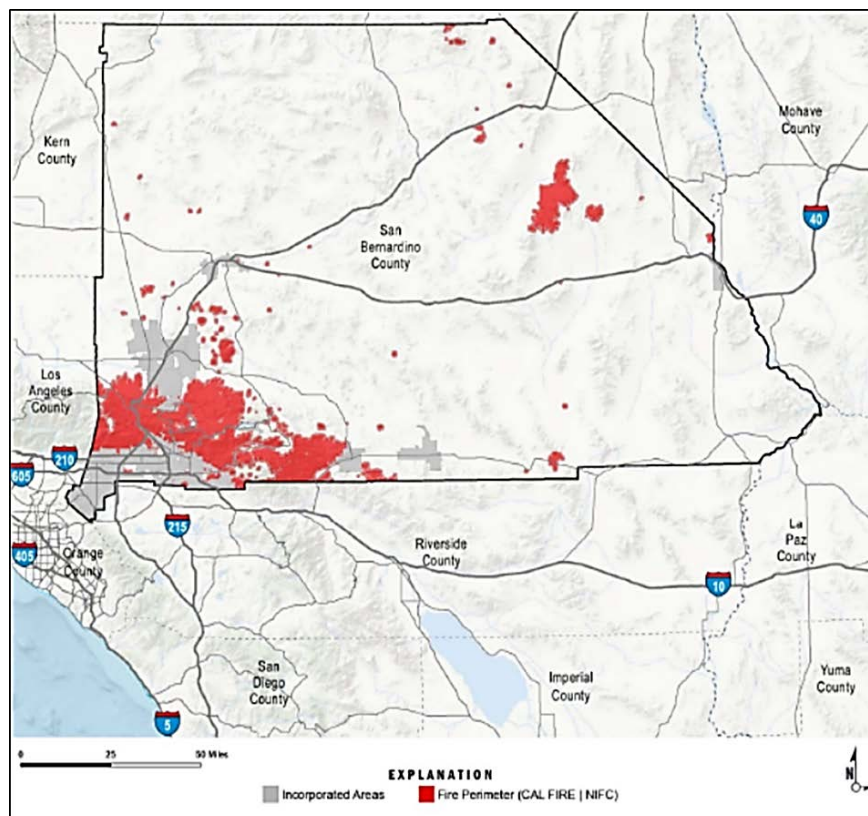 Kern
County
Mohave
County
40
San
Bernardino
County
Los
Angeles
County
210
605
215
405
Orange
County
Riverside
County
La
Paz
County
10
San
Diego
County
Imperial
County
Yuma
County
5
0 25 50 Miles
EXPLANATION
Incorporated Areas
Fire Perimeter (CAL FIRE | NIFC)
N